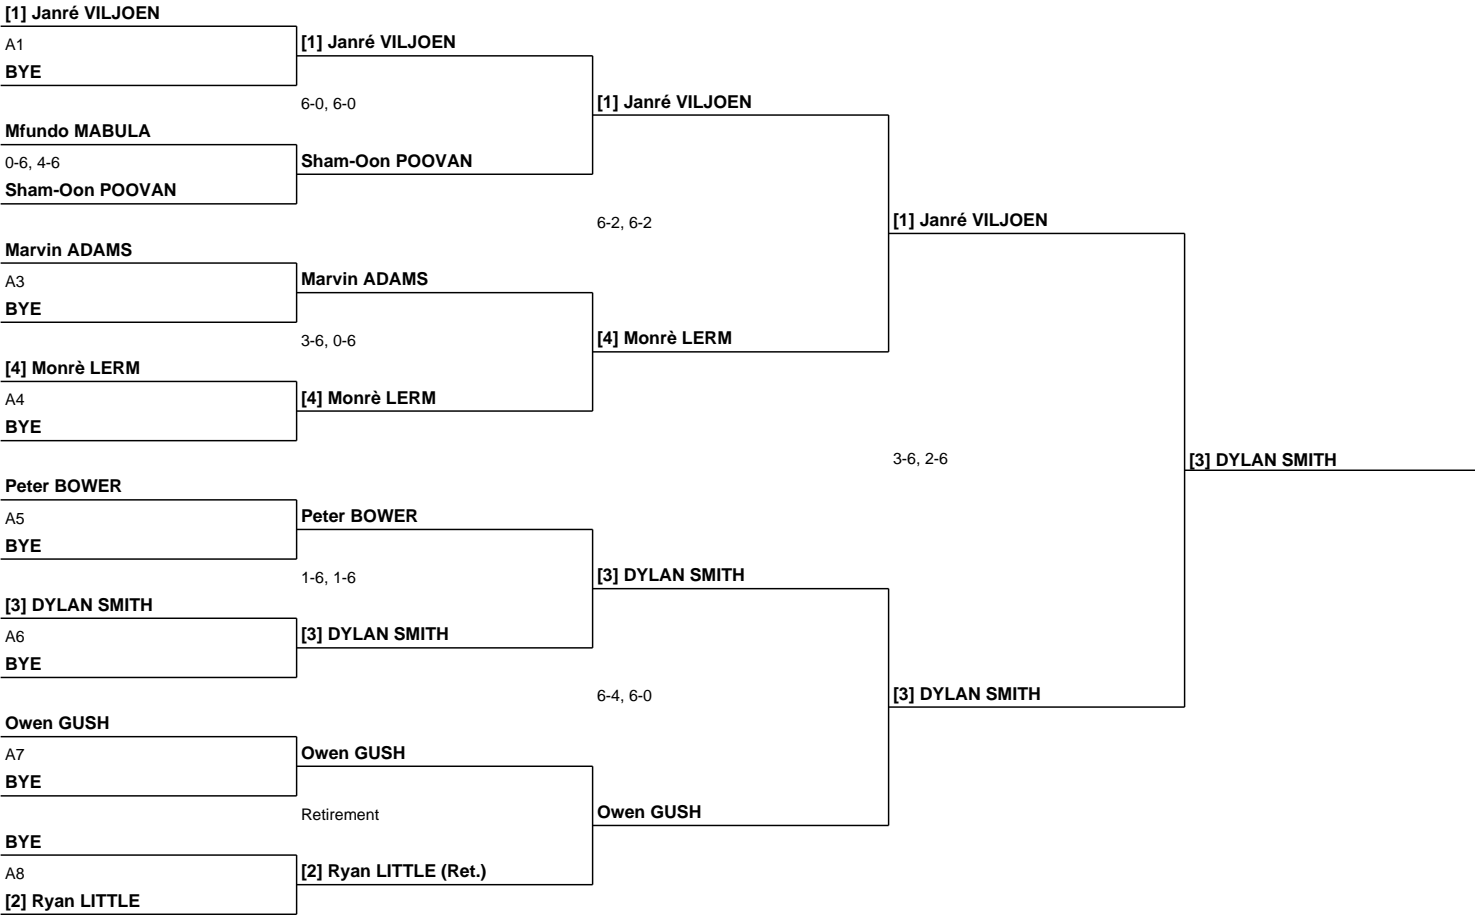 [1] Janré VILJOEN
A1
BYE
Mfundo MABULA
0-6, 4-6
Sham-Oon POOVAN
Marvin ADAMS
A3
BYE
[4] Monrè LERM
A4
BYE
Peter BOWER
A5
BYE
[3] DYLAN SMITH
A6
BYE
Owen GUSH
A7
BYE
BYE
A8
[2] Ryan LITTLE
[1] Janré VILJOEN
6-0, 6-0
Sham-Oon POOVAN
Marvin ADAMS
3-6, 0-6
[4] Monrè LERM
Peter BOWER
1-6, 1-6
[3] DYLAN SMITH
Owen GUSH
Retirement
[2] Ryan LITTLE (Ret.)
[1] Janré VILJOEN
6-2, 6-2
[4] Monrè LERM
[3] DYLAN SMITH
6-4, 6-0
Owen GUSH
[1] Janré VILJOEN
3-6, 2-6
[3] DYLAN SMITH
[3] DYLAN SMITH